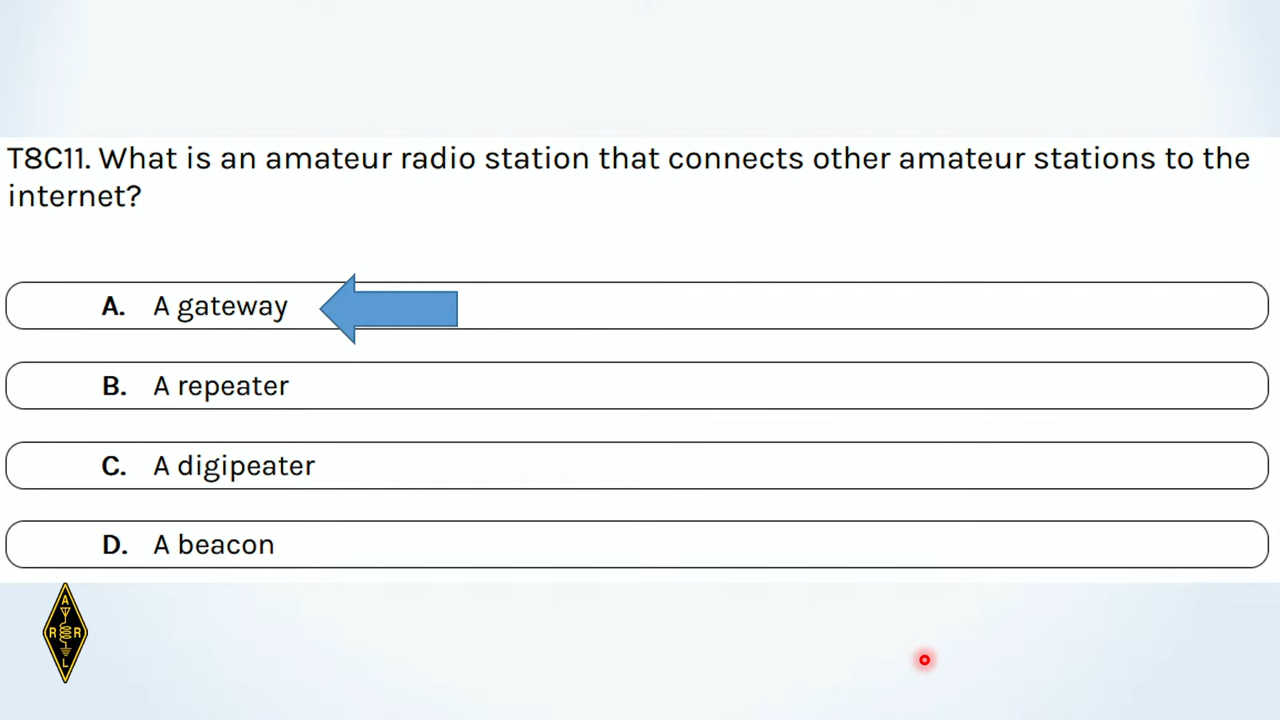 T8C11. What is an amateur radio station that connects other amateur stations to the
internet?
A. A gateway
B. A repeater
C. A digipeater
D. A beacon
A
R R
L